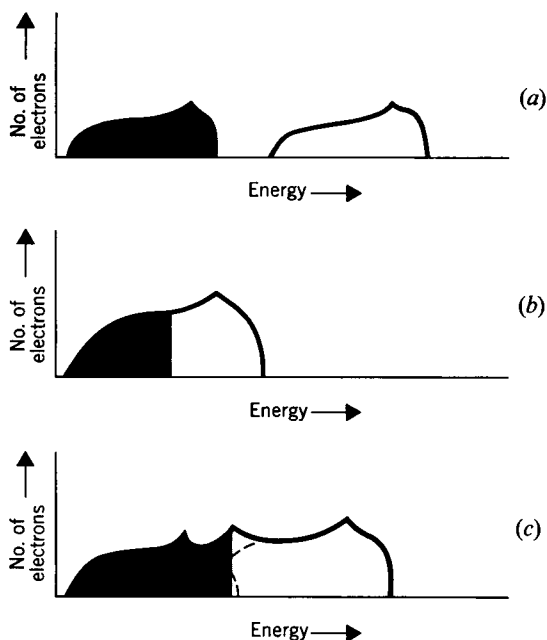 No. of
electrons
(a)
Energy
No. of
electrons
(b)
Energy
No. of
electrons
(c)
Energy